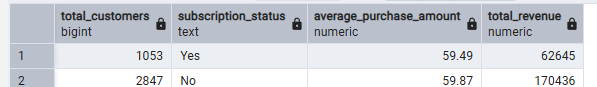 total_customers subscription_status average_purchase_amount total_revenue
bigint text numeric numeric
1 1053 Yes 59.49 62645
2 2847 No 59.87 170436